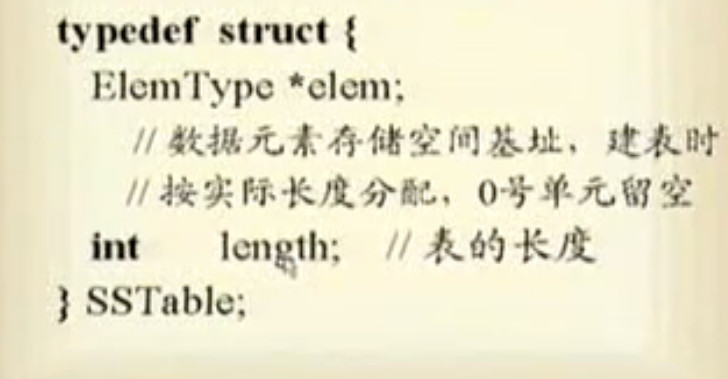 typedef struct {
ElemType *elem;
// 数据元素存储空间基址，建表时
// 按实际长度分配，0号单元留空
int length; // 表的长度
} SSTable;